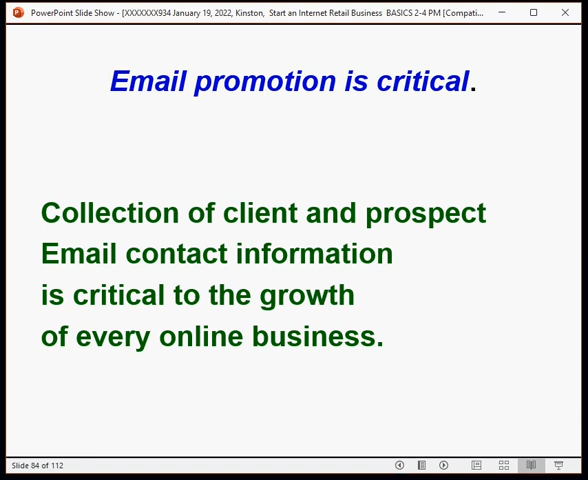 PowerPoint Slide Show - [XXXXXXX934 January 19, 2022, Kinston, Start an Internet Retail Business BASICS 2-4 PM [Compati...
Email promotion is critical.
Collection of client and prospect
Email contact information
is critical to the growth
of every online business.
Slide 84 of 112